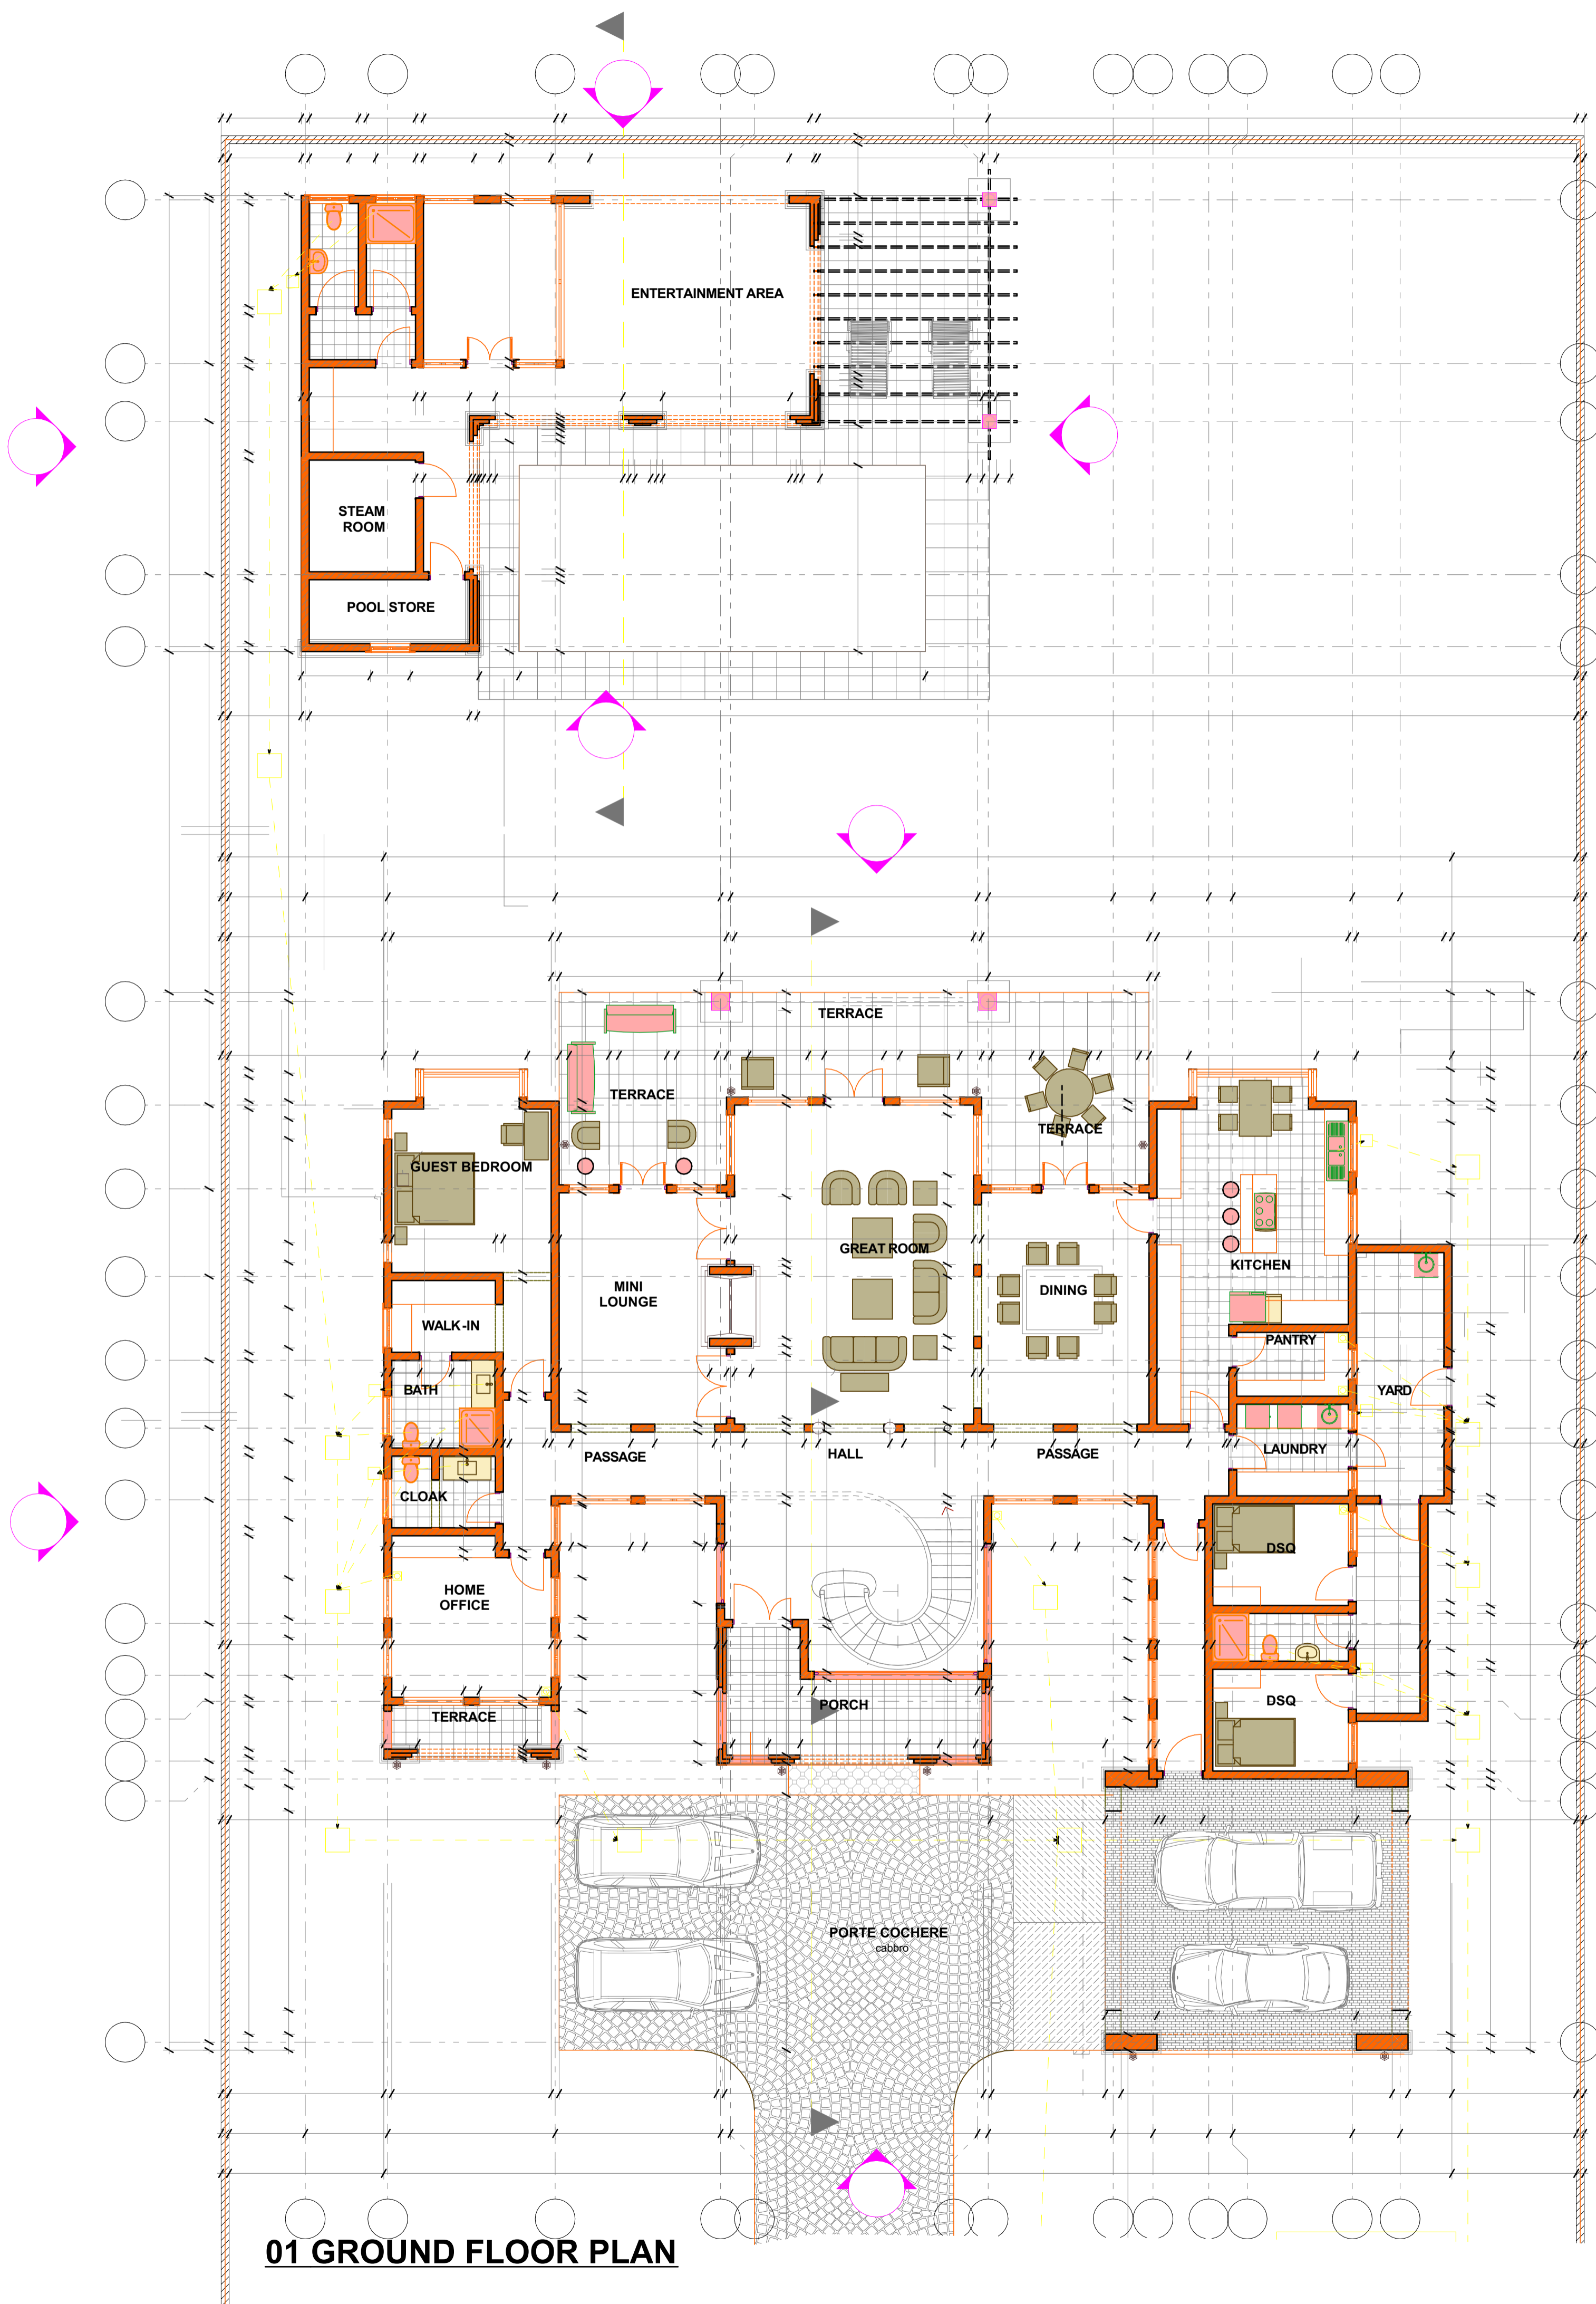 ENTERTAINMENT AREA
STEAM
ROOM
POOL STORE
TERRACE
TERRACE
TERRACE
GUEST BEDROOM
GREAT ROOM
KITCHEN
MINI
LOUNGE
DINING
WALK-IN
PANTRY
BATH
YARD
PASSAGE
HALL
PASSAGE
LAUNDRY
CLOAK
DSQ
HOME
OFFICE
DSQ
PORCH
TERRACE
PORTE COCHERE
cabbro
01 GROUND FLOOR PLAN